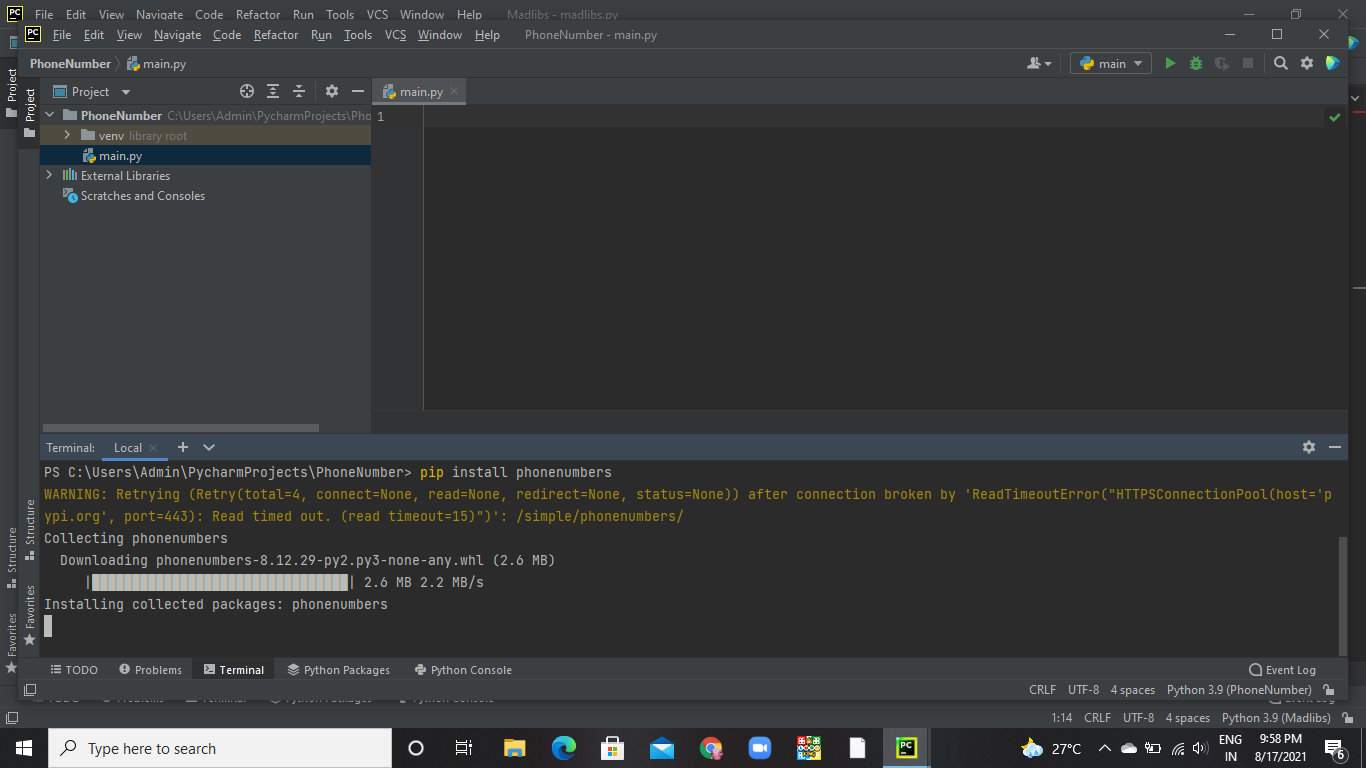 File Edit View Navigate Code Refactor Run Tools VCS Window Help Madlibs - madlibs.py
File Edit View Navigate Code Refactor Run Tools VCS Window Help PhoneNumber - main.py
PhoneNumber main.py
main
Project
Project
Project
main.py
PhoneNumber C:\Users\Admin\PycharmProjects\Pho
1
venv library root
main.py
External Libraries
Scratches and Consoles
Terminal: Local
PS C:\Users\Admin\PycharmProjects\PhoneNumber> pip install phonenumbers
WARNING: Retrying (Retry(total=4, connect=None, read=None, redirect=None, status=None)) after connection broken by 'ReadTimeoutError("HTTPSConnectionPool(host='p
ypi.org', port=443): Read timed out. (read timeout=15)")': /simple/phonenumbers/
Collecting phonenumbers
Downloading phonenumbers-8.12.29-py2.py3-none-any.whl (2.6 MB)
2.6 MB 2.2 MB/s
Installing collected packages: phonenumbers
Structure
Structure
Favorites
Favorites
TODO Problems Terminal Python Packages Python Console Event Log
CRLF UTF-8 4 spaces Python 3.9 (PhoneNumber)
1:14 CRLF UTF-8 4 spaces Python 3.9 (Madlibs)
Type here to search
27°C
ENG
IN
9:58 PM
8/17/2021
6